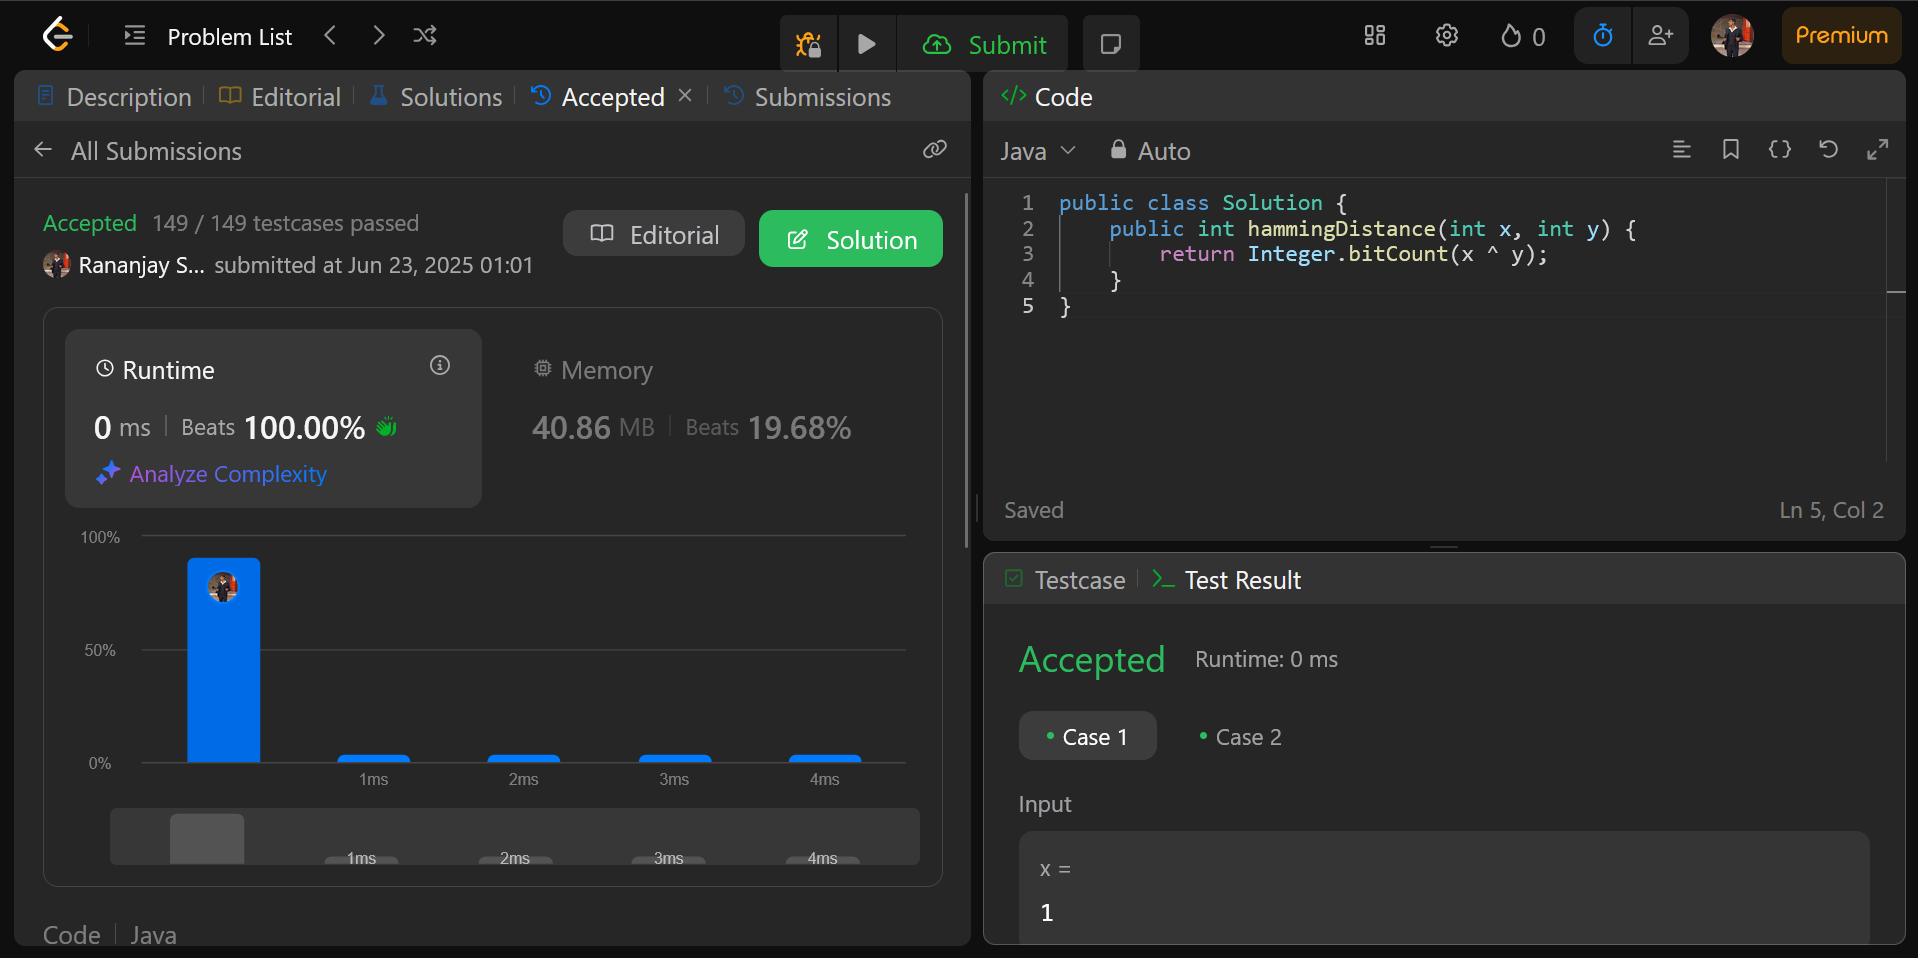 Problem List
Submit
0
Premium
Description
Editorial
Solutions
Accepted
Submissions
All Submissions
Accepted 149 / 149 testcases passed
Rananjay S... submitted at Jun 23, 2025 01:01
Editorial
Solution
Runtime
0 ms
Beats 100.00%
Analyze Complexity
Memory
40.86 MB
Beats 19.68%
100%
50%
0%
1ms
2ms
3ms
4ms
1ms
2ms
3ms
4ms
Code
Java
</> Code
Java
Auto
1 public class Solution {
2     public int hammingDistance(int x, int y) {
3         return Integer.bitCount(x ^ y);
4     }
5 }
Saved
Ln 5, Col 2
Testcase
Test Result
Accepted
Runtime: 0 ms
Case 1
Case 2
Input
x =
1